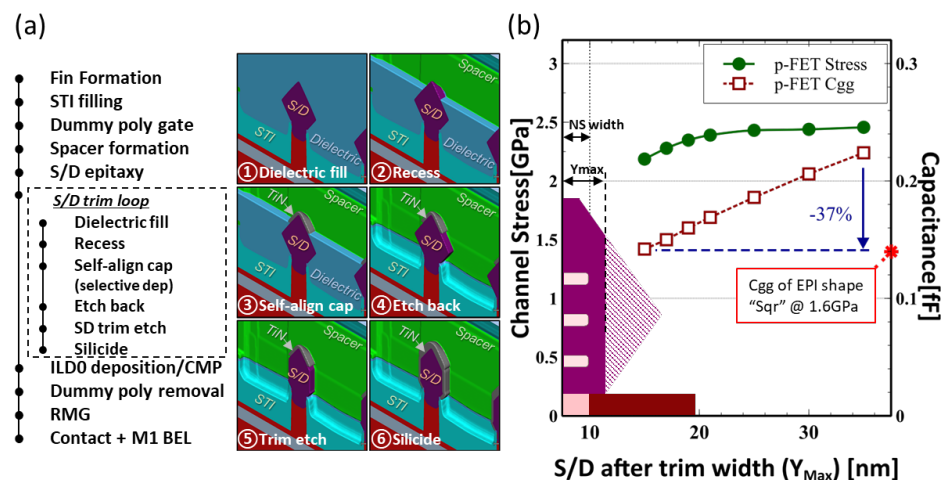 (a)
Fin Formation
STI filling
Dummy poly gate
Spacer formation
S/D epitaxy
S/D trim loop
Dielectric fill
Recess
Self-align cap
(selective dep)
Etch back
SD trim etch
Silicide
ILD0 deposition/CMP
Dummy poly removal
RMG
Contact + M1 BEL
S/D
STI
Dielectric
①Dielectric fill
Spacer
S/D
STI
Dielectric
②Recess
TiN
Spacer
S/D
STI
Dielectric
③Self-align cap
TiN
Spacer
S/D
STI
④Etch back
TiN
Spacer
S/D
STI
⑤Trim etch
TiN
Spacer
S/D
STI
⑥Silicide
(b)
p-FET Stress
p-FET Cgg
NS width
Ymax
-37%
Cgg of EPI shape
"Sqr" @ 1.6GPa
Channel Stress[GPa]
3
2.5
2
1.5
1
0.5
0
Capacitance[fF]
0.3
0.2
0.1
0
10
20
30
S/D after trim width (YMax) [nm]